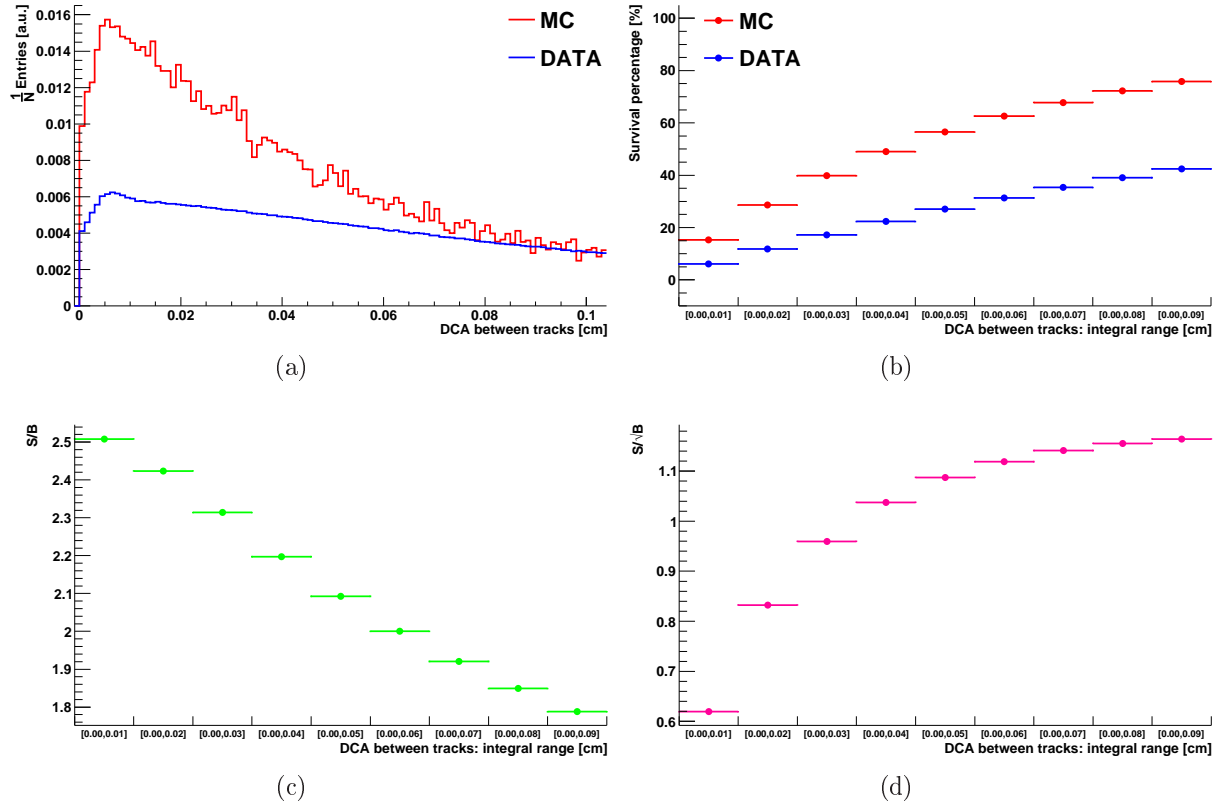 1/N Entries [a.u.]
0.016
0.014
0.012
0.01
0.008
0.006
0.004
0.002
0
MC
DATA
0 0.02 0.04 0.06 0.08 0.1
DCA between tracks [cm]
(a)
Survival percentage [%]
100
80
60
40
20
0
MC
DATA
[0.00,0.01] [0.00,0.02] [0.00,0.03] [0.00,0.04] [0.00,0.05] [0.00,0.06] [0.00,0.07] [0.00,0.08] [0.00,0.09]
DCA between tracks: integral range [cm]
(b)
S/B
2.5
2.4
2.3
2.2
2.1
2
1.9
1.8
[0.00,0.01] [0.00,0.02] [0.00,0.03] [0.00,0.04] [0.00,0.05] [0.00,0.06] [0.00,0.07] [0.00,0.08] [0.00,0.09]
DCA between tracks: integral range [cm]
(c)
S/√B
1.1
1
0.9
0.8
0.7
0.6
[0.00,0.01] [0.00,0.02] [0.00,0.03] [0.00,0.04] [0.00,0.05] [0.00,0.06] [0.00,0.07] [0.00,0.08] [0.00,0.09]
DCA between tracks: integral range [cm]
(d)